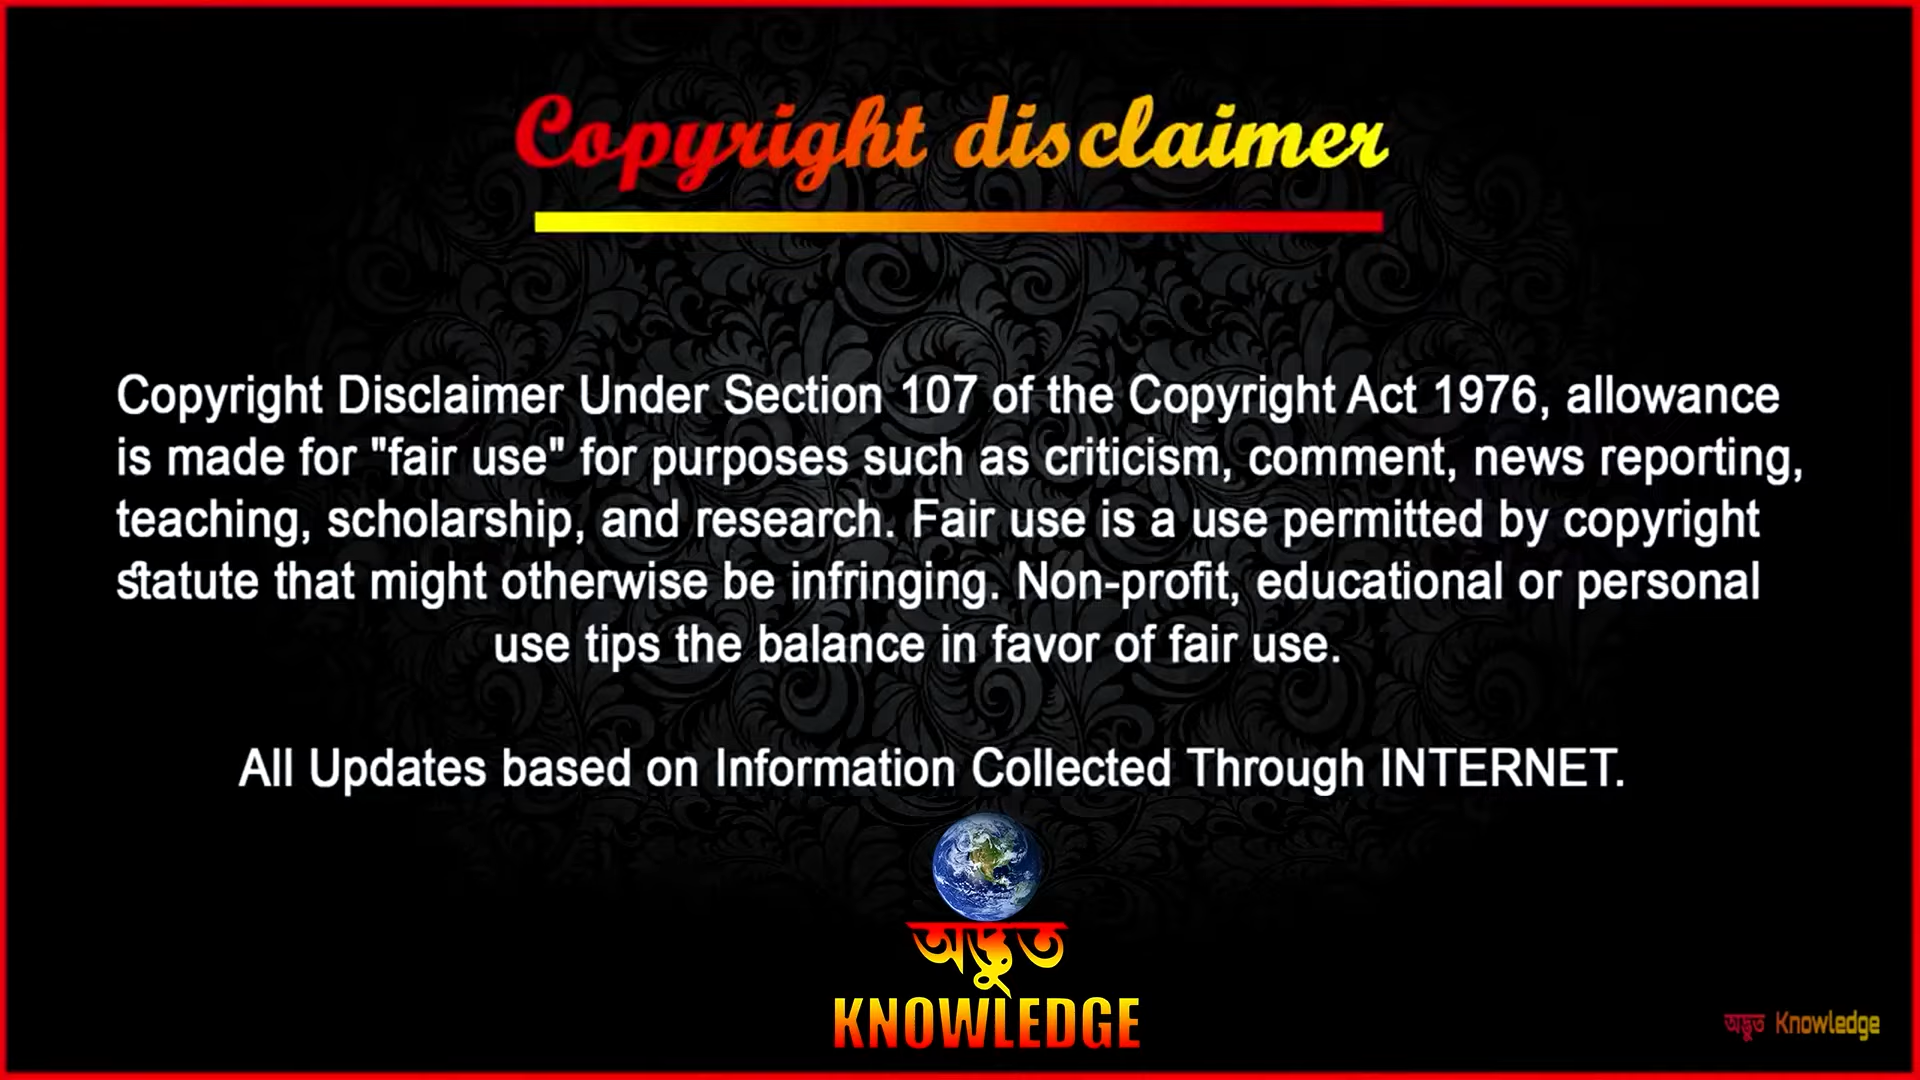 Copyright disclaimer
Copyright Disclaimer Under Section 107 of the Copyright Act 1976, allowance
is made for "fair use" for purposes such as criticism, comment, news reporting,
teaching, scholarship, and research. Fair use is a use permitted by copyright
statute that might otherwise be infringing. Non-profit, educational or personal
use tips the balance in favor of fair use.
All Updates based on Information Collected Through INTERNET.
অদ্ভুত
KNOWLEDGE
অদ্ভুত Knowledge